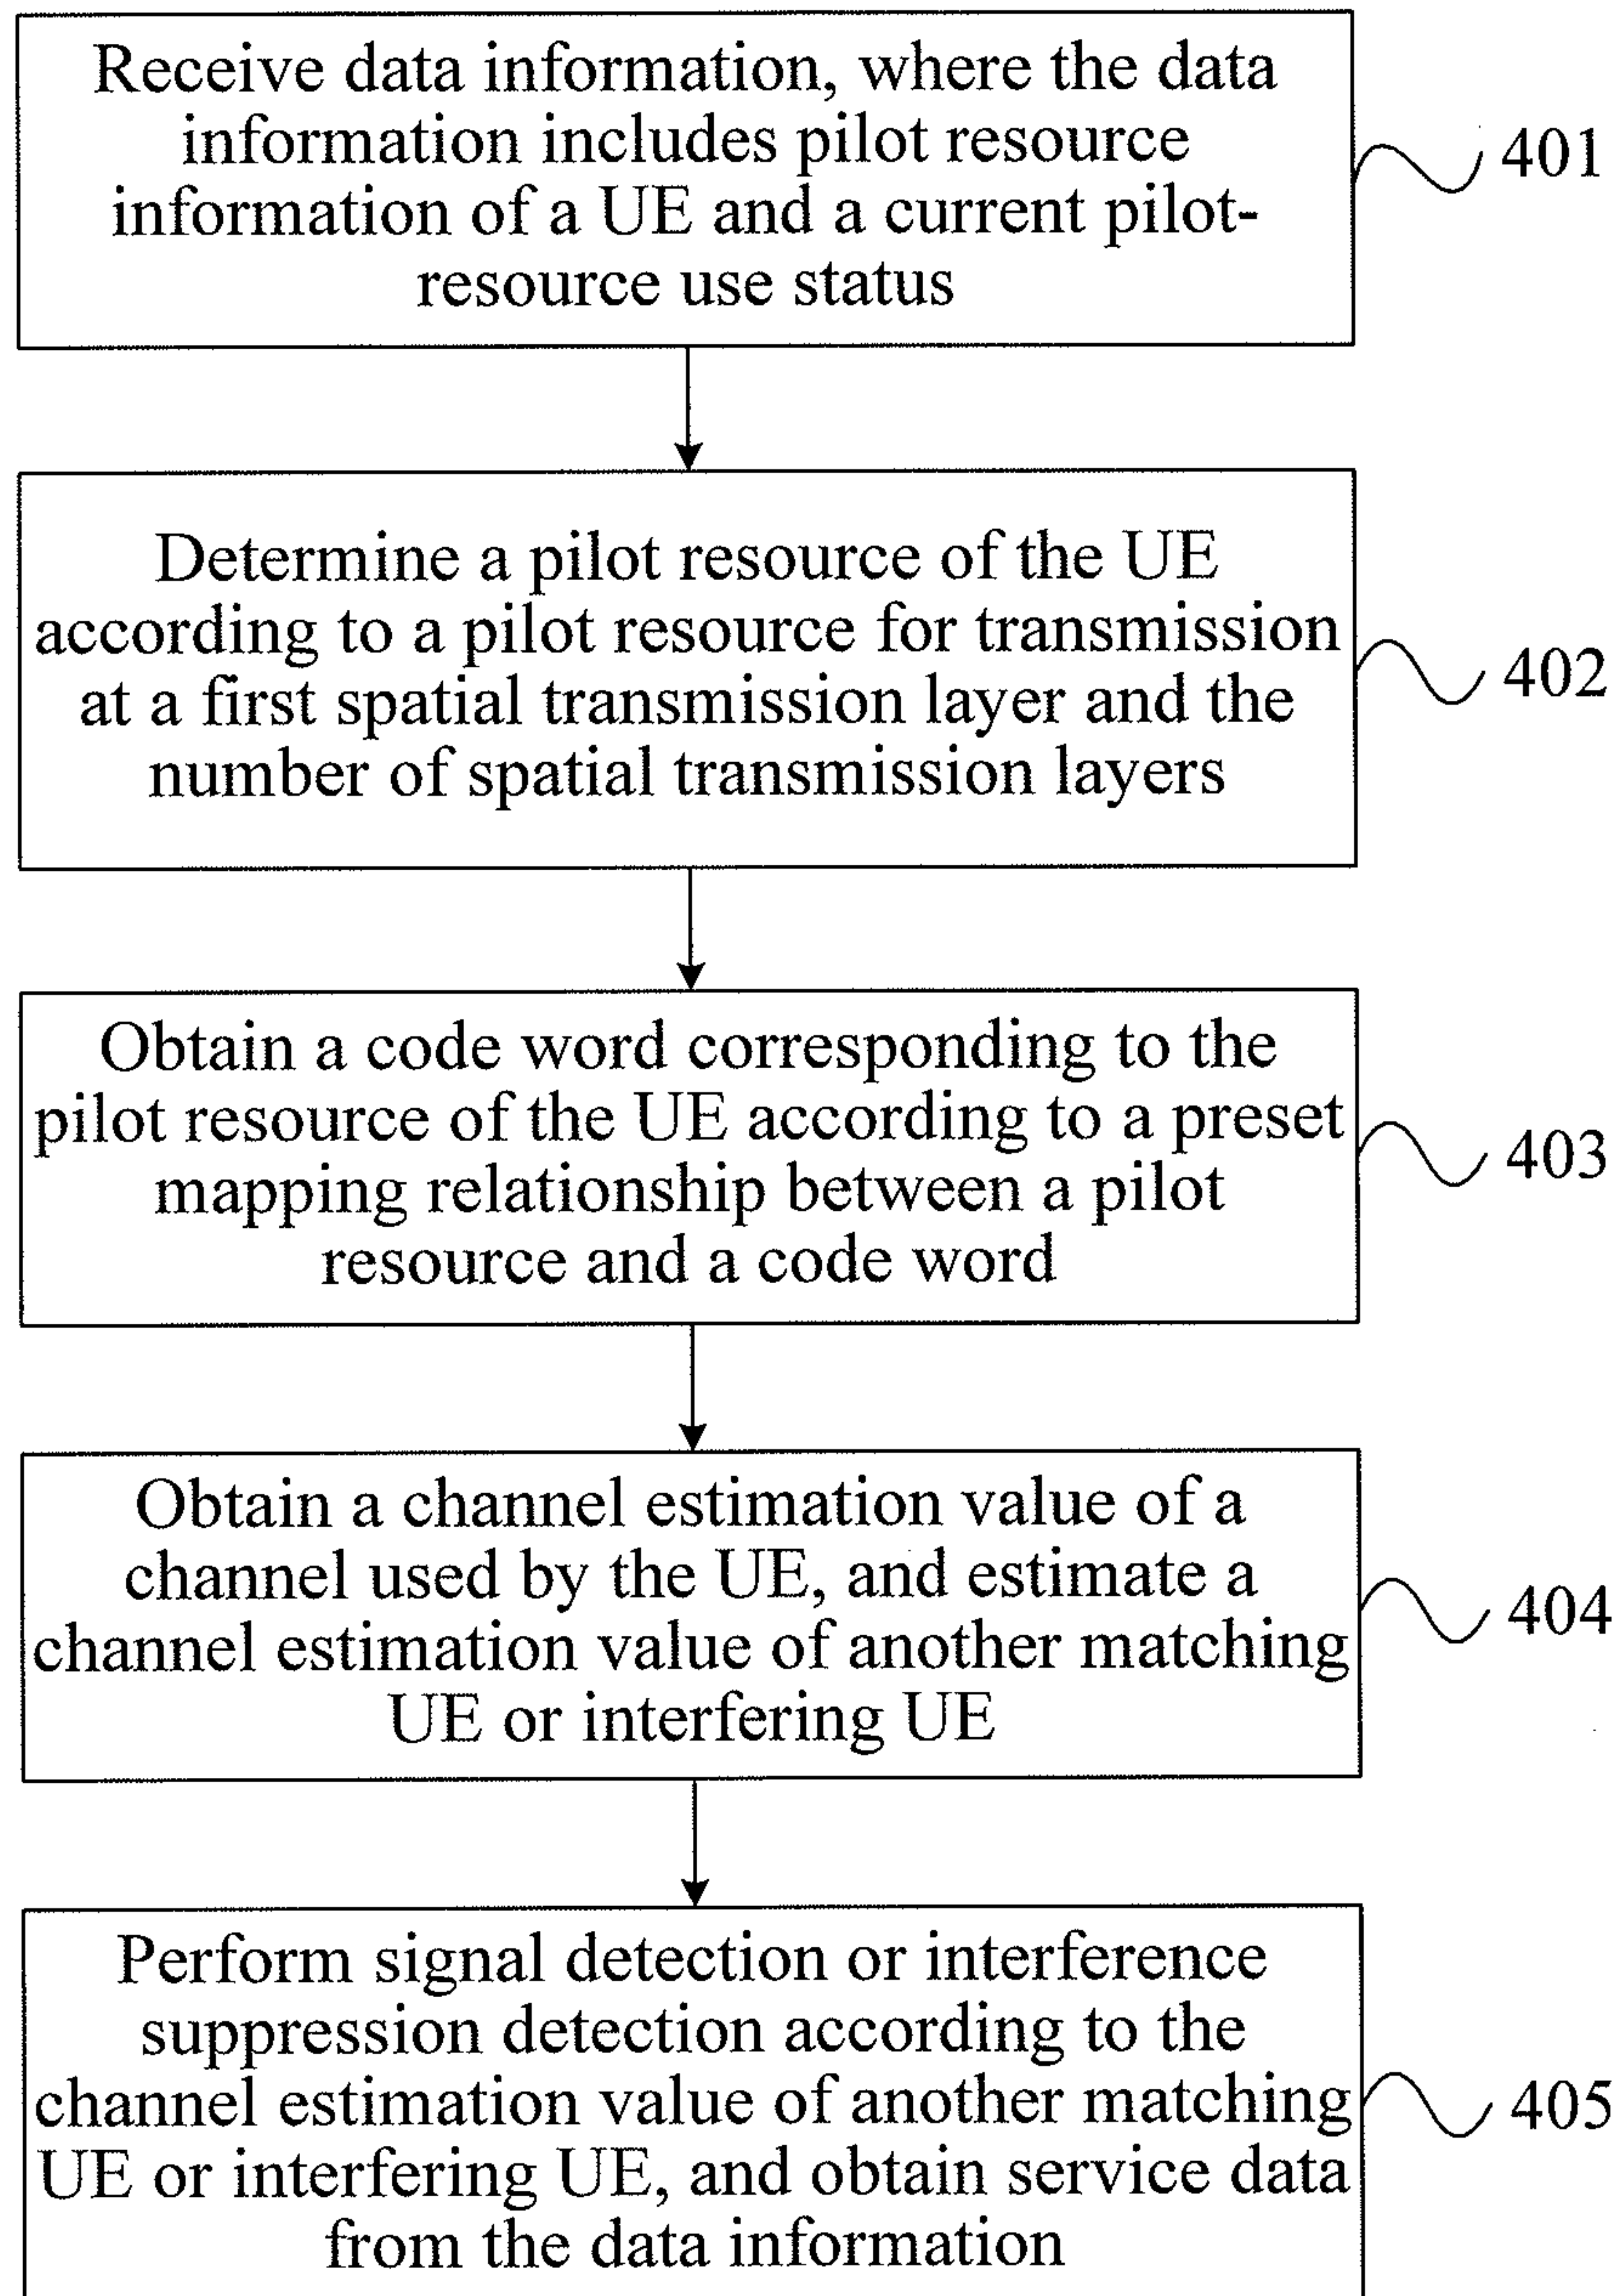 Receive data information, where the data
information includes pilot resource
information of a UE and a current pilot-
resource use status
401
Determine a pilot resource of the UE
according to a pilot resource for transmission
at a first spatial transmission layer and the
number of spatial transmission layers
402
Obtain a code word corresponding to the
pilot resource of the UE according to a preset
mapping relationship between a pilot
resource and a code word
403
Obtain a channel estimation value of a
channel used by the UE, and estimate a
channel estimation value of another matching
UE or interfering UE
404
Perform signal detection or interference
suppression detection according to the
channel estimation value of another matching
UE or interfering UE, and obtain service data
from the data information
405